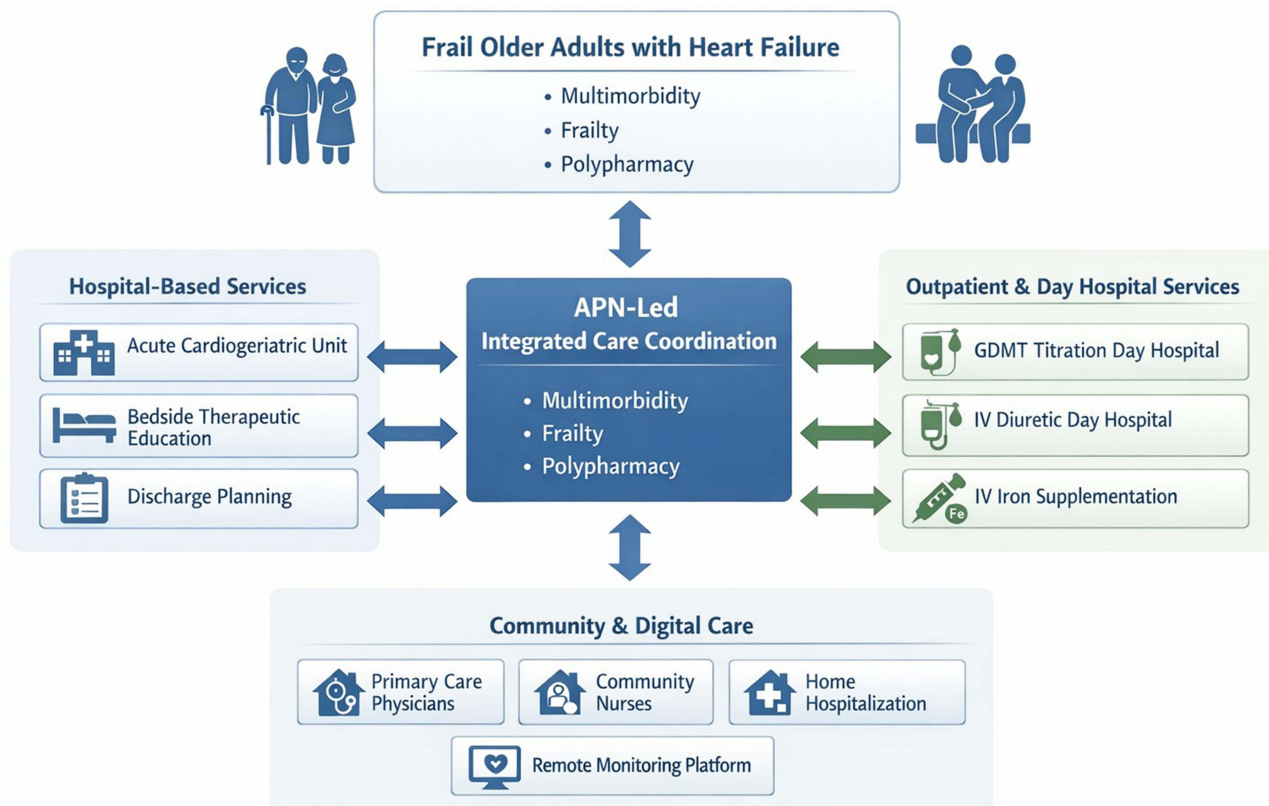 Frail Older Adults with Heart Failure
• Multimorbidity
• Frailty
• Polypharmacy
Hospital-Based Services
Acute Cardiogeriatric Unit
Bedside Therapeutic
Education
Discharge Planning
APN-Led
Integrated Care Coordination
• Multimorbidity
• Frailty
• Polypharmacy
Outpatient & Day Hospital Services
GDMT Titration Day Hospital
IV Diuretic Day Hospital
IV Iron Supplementation
Fe
Community & Digital Care
Primary Care
Physicians
Community
Nurses
Home
Hospitalization
Remote Monitoring Platform